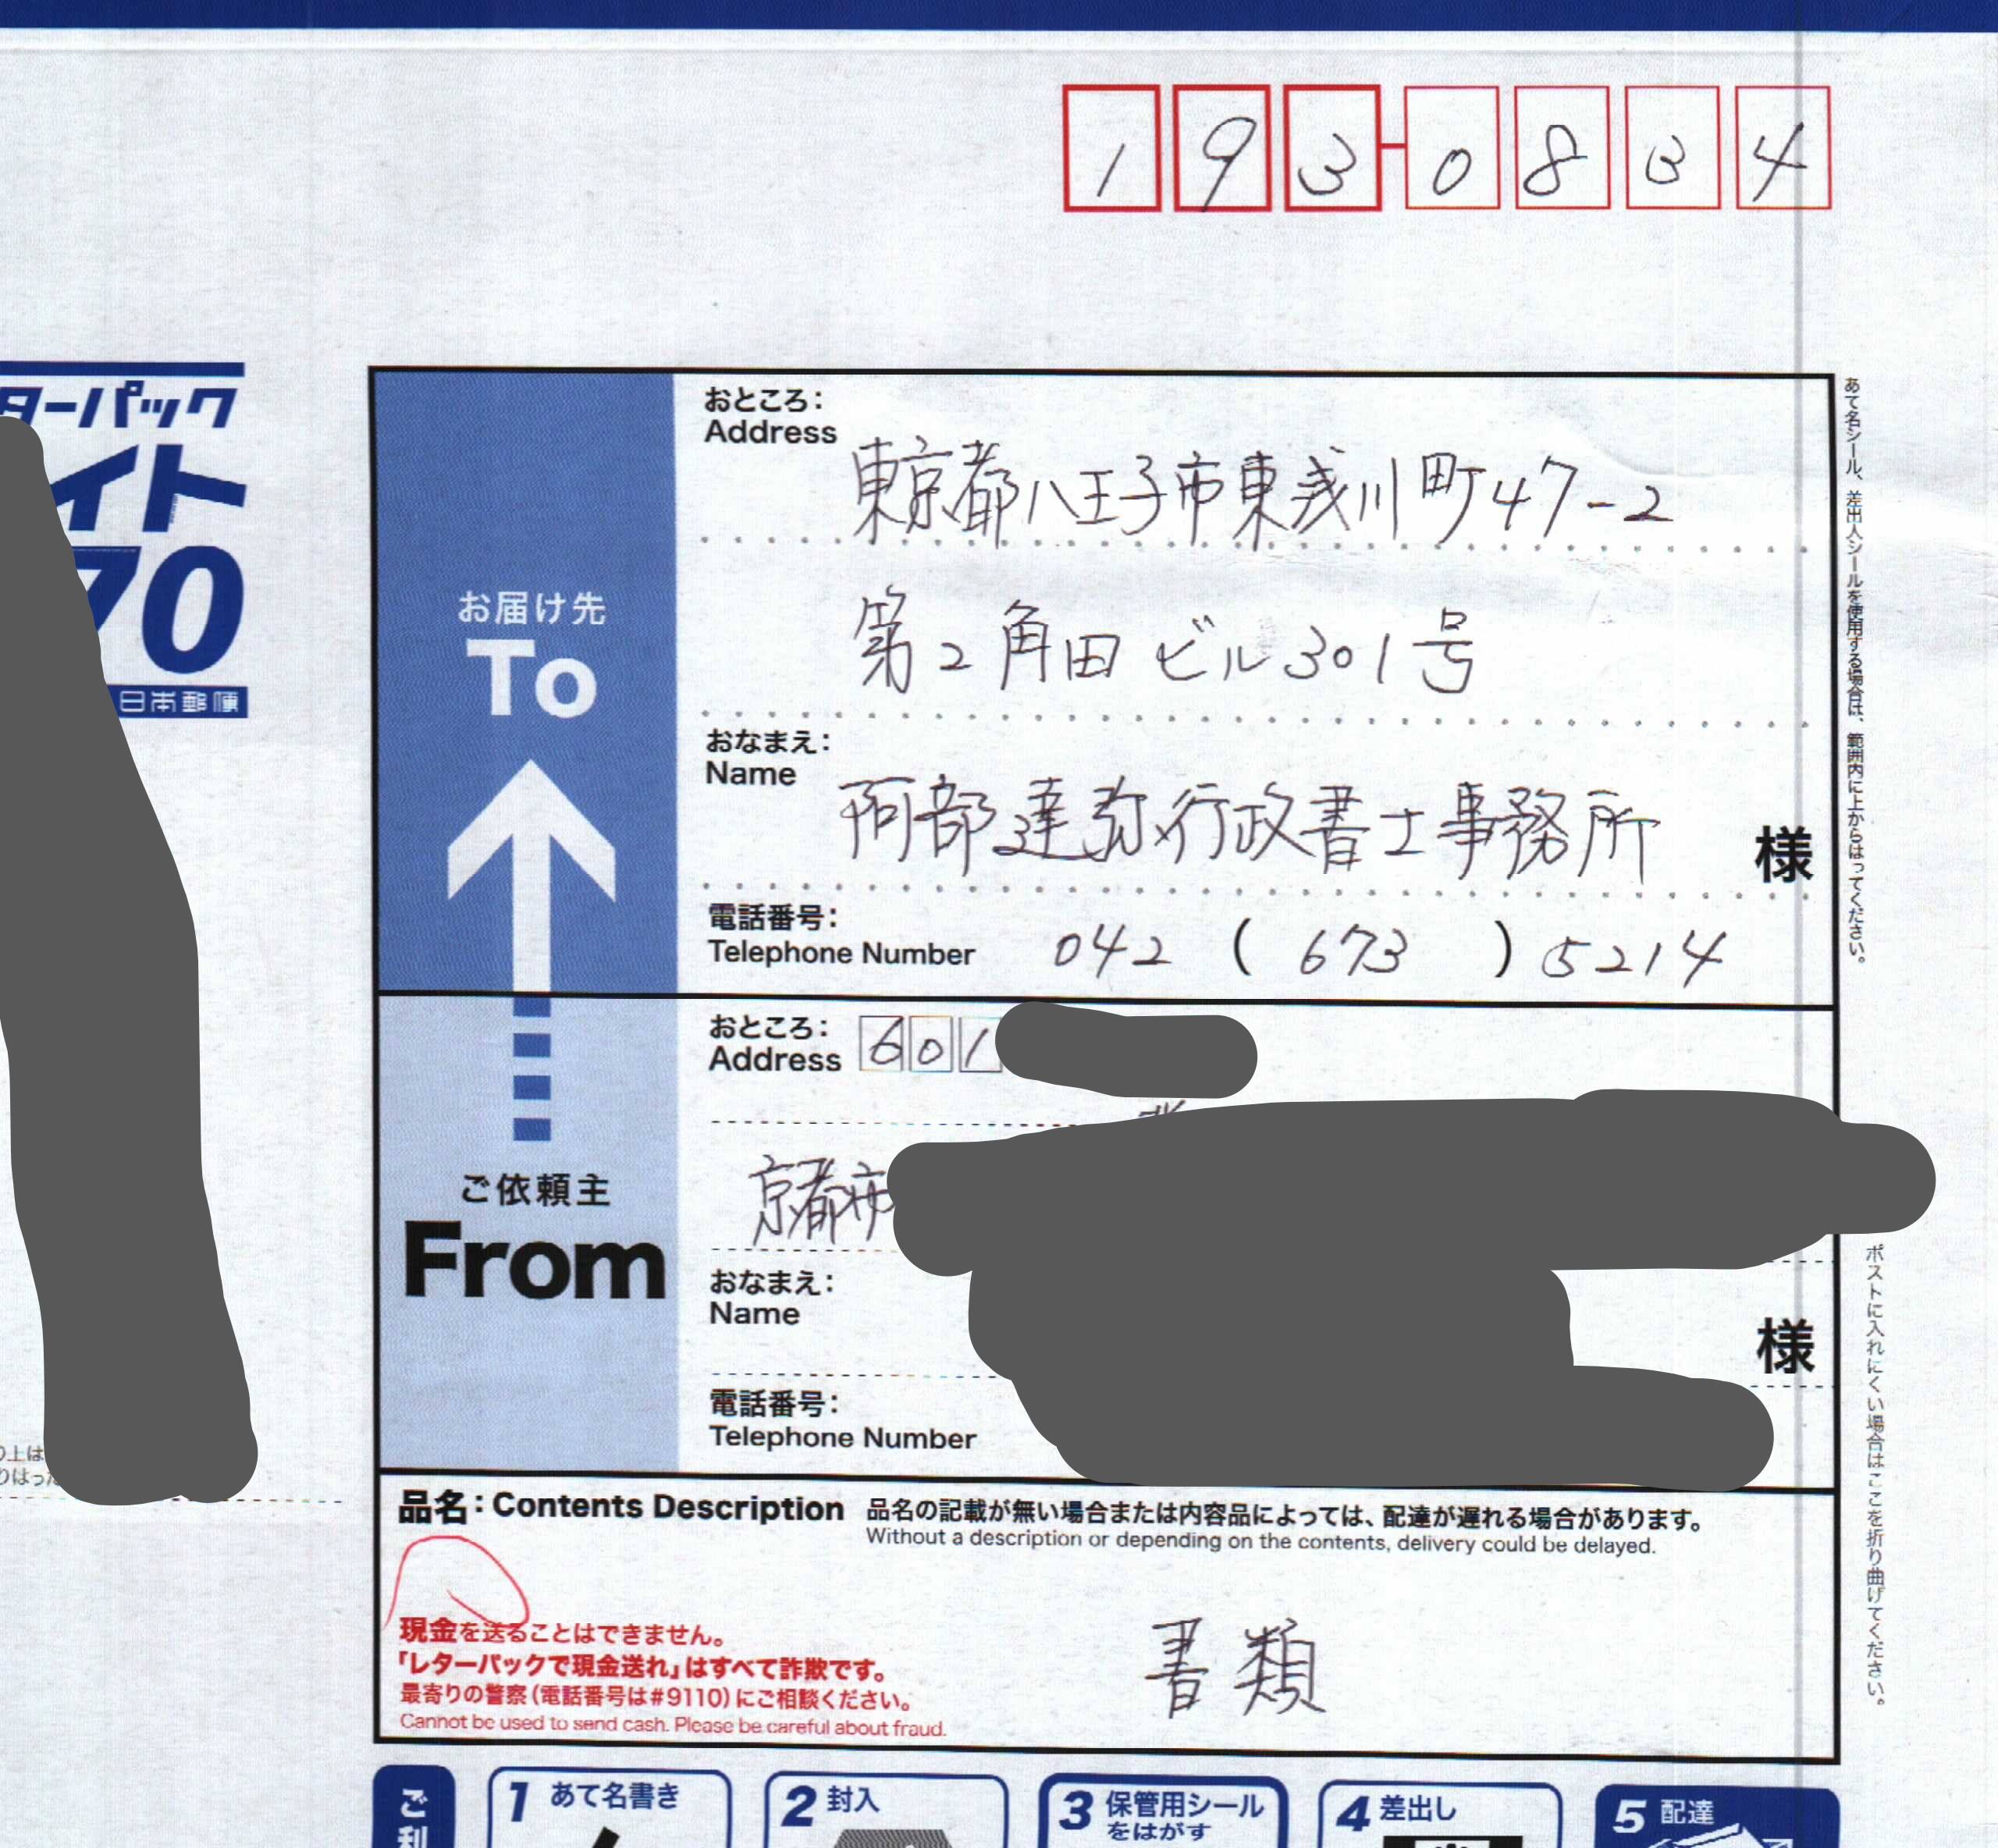 193-0834
ターパック
イト
70
日本郵便
おところ:
Address
東京都八王子市東浅川町47-2
第2角田ビル301号
お届け先
To
おなまえ:
Name
阿部達弥行政書士事務所
様
電話番号:
Telephone Number
042 ( 673 ) 5214
おところ:
Address
601
京都府
ご依頼主
From
おなまえ:
Name
様
電話番号:
Telephone Number
り上は
りはった
品名:Contents Description
品名の記載が無い場合または内容品によっては、配達が遅れる場合があります。
Without a description or depending on the contents, delivery could be delayed.
現金を送ることはできません。
「レターパックで現金送れ」はすべて詐欺です。
最寄りの警察(電話番号は#9110)にご相談ください。
Cannot be used to send cash. Please be careful about fraud.
書類
あて名シール、差出人シールを使用する場合は、範囲内に上からはってください。
ポストに入れにくい場合はここを折り曲げてください。
ご利
1 あて名書き
2 封入
3 保管用シール
をはがす
4 差出し
5 配達